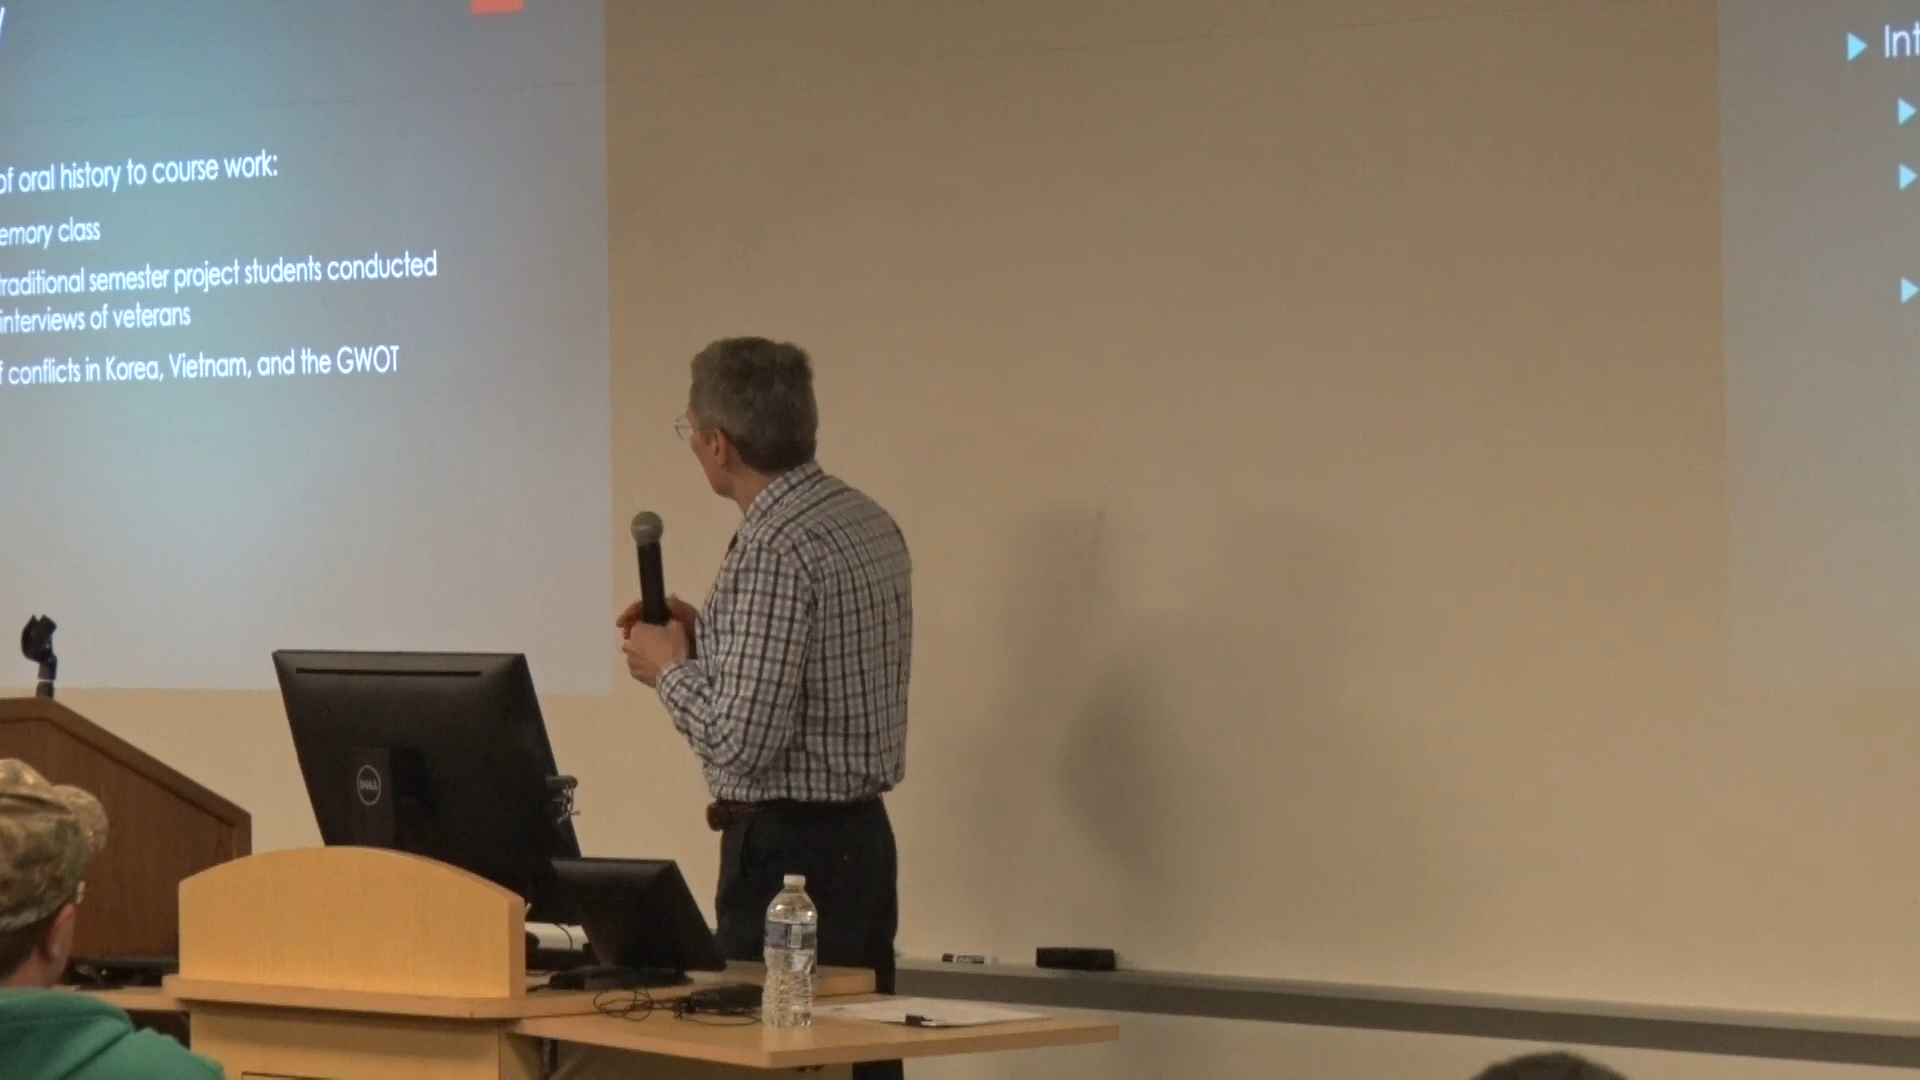 of oral history to course work:
class
traditional semester project students conducted
interviews of veterans
conflicts in Korea, Vietnam, and the GWOT
Int
DELL